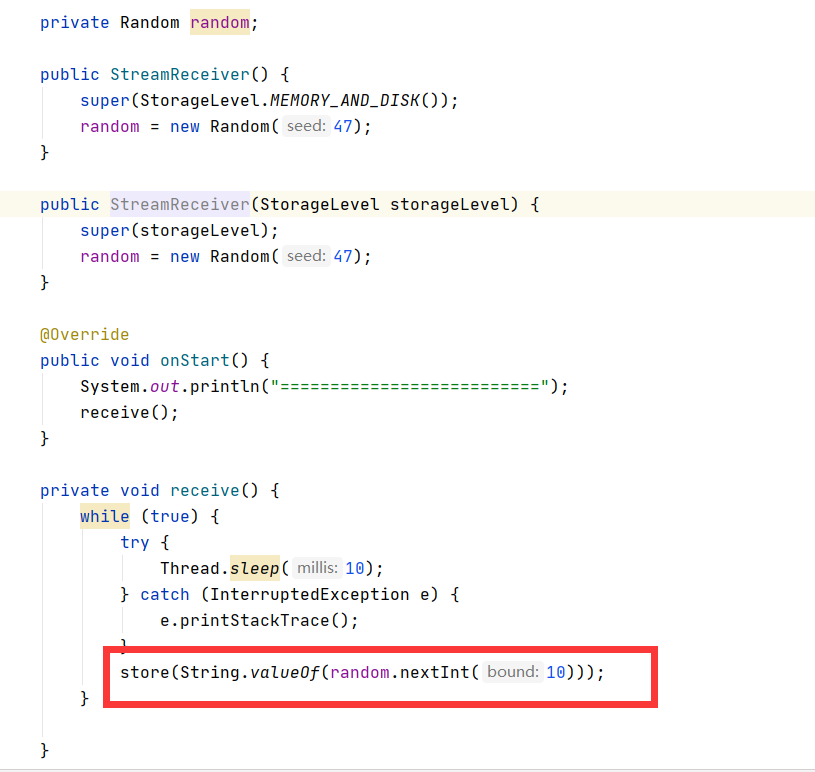 private Random random;
public StreamReceiver() {
super(StorageLevel.MEMORY_AND_DISK());
random = new Random( seed: 47);
}
public StreamReceiver(StorageLevel storageLevel) {
super(storageLevel);
random = new Random( seed: 47);
}
@Override
public void onStart() {
System.out.println("==========================");
receive();
}
private void receive() {
while (true) {
try {
Thread.sleep( millis: 10);
} catch (InterruptedException e) {
e.printStackTrace();
}
store(String.valueOf(random.nextInt( bound: 10)));
}
}